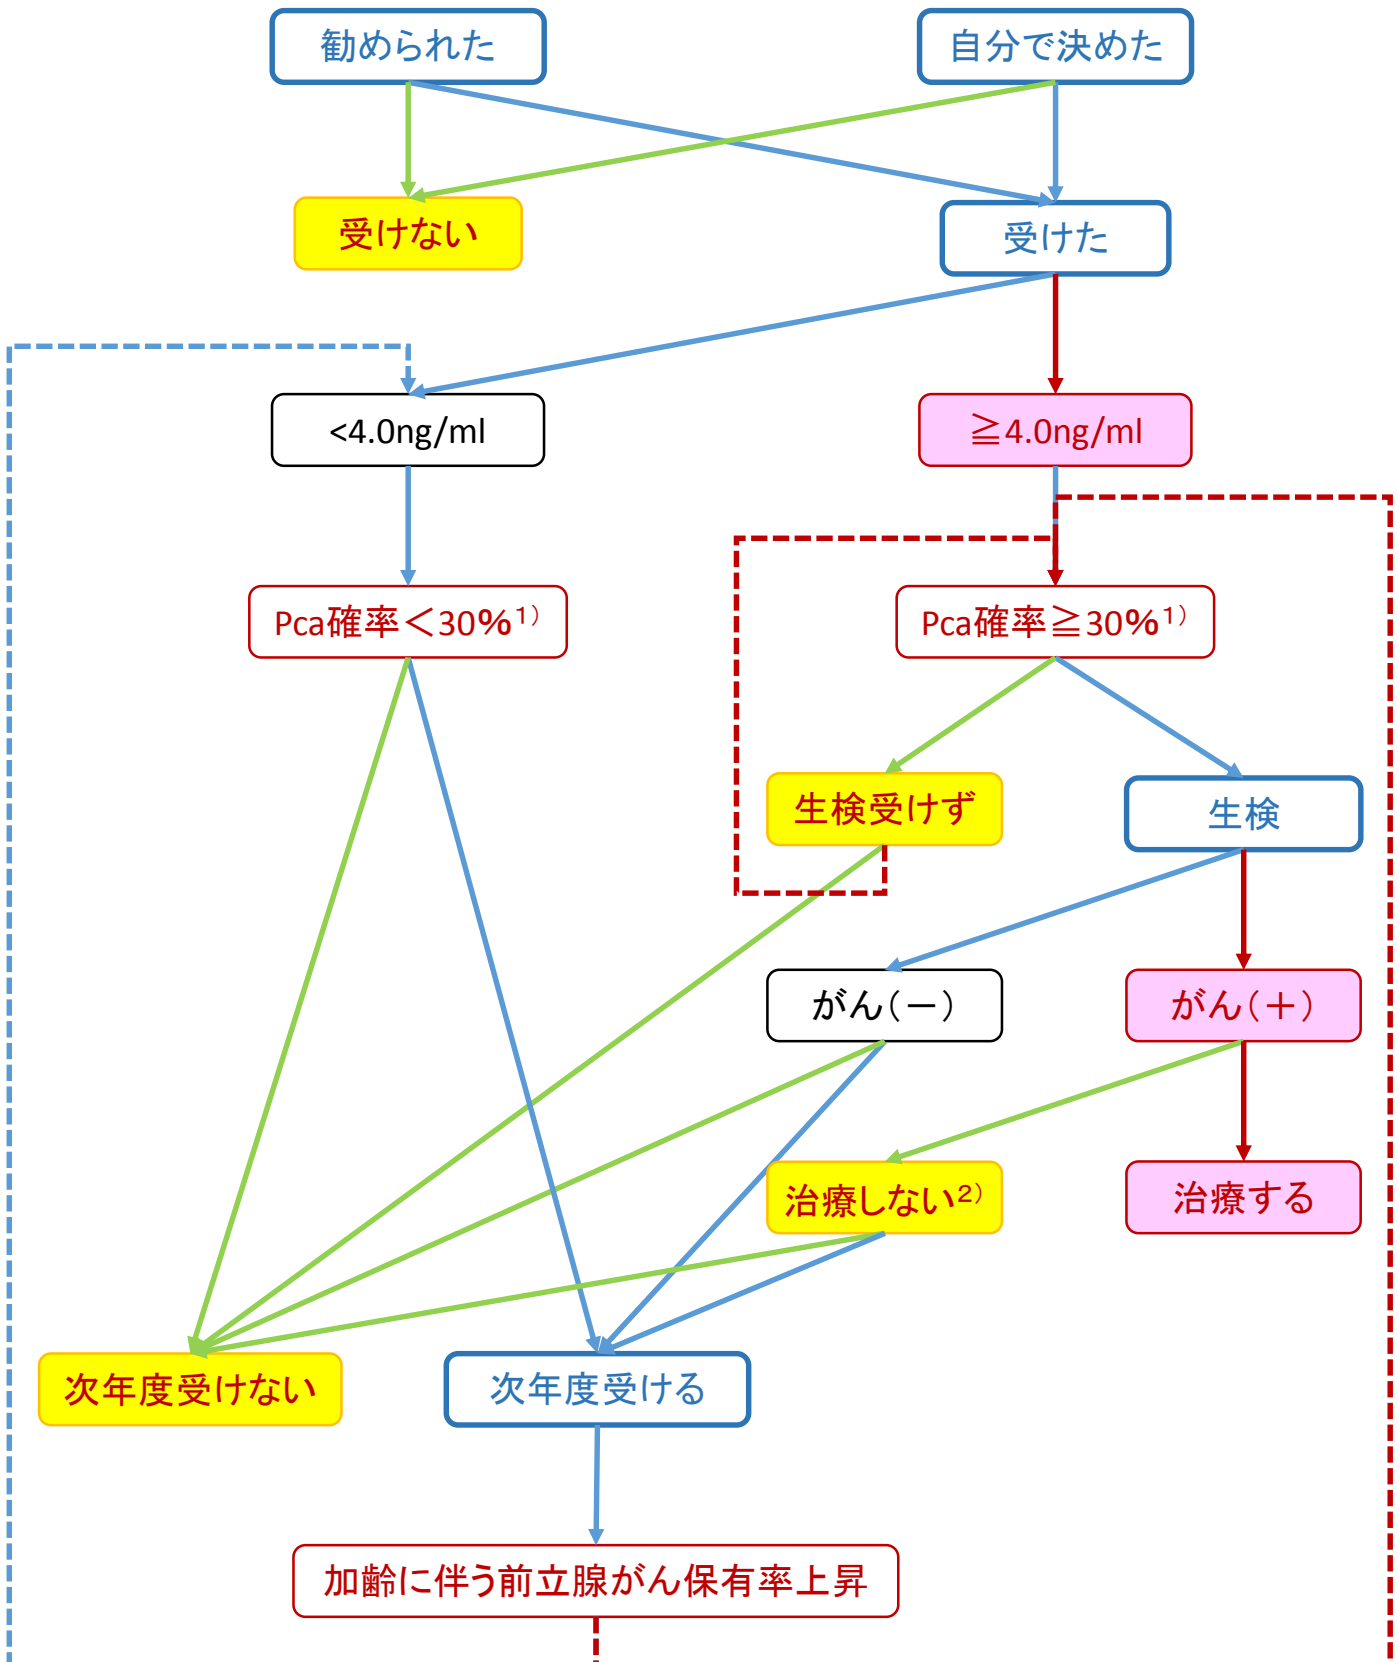 勧められた
自分で決めた
受けない
受けた
<4.0ng/ml
≧4.0ng/ml
Pca確率＜30%¹⁾
Pca確率≧30%¹⁾
生検受けず
生検
がん（－）
がん（＋）
治療しない²⁾
治療する
次年度受けない
次年度受ける
加齢に伴う前立腺がん保有率上昇